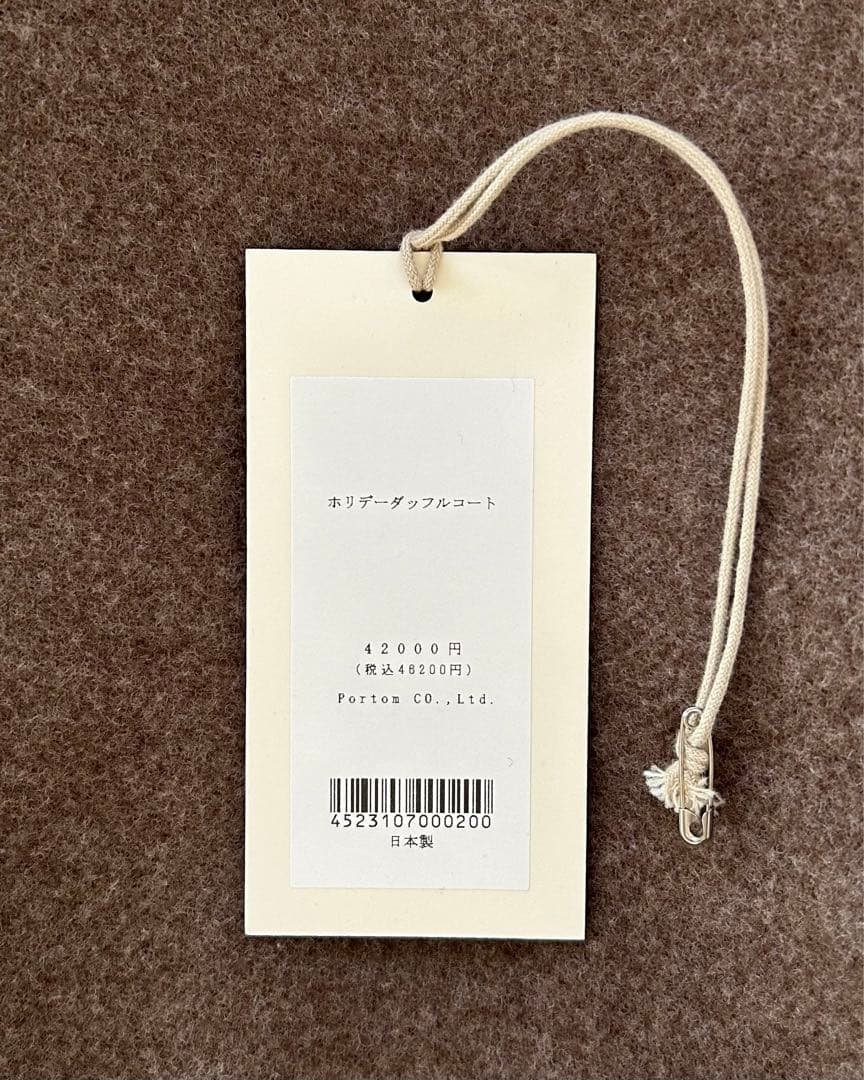 ホリデーダッフルコート
42000円
(税込46200円)
Portom CO.,Ltd.
4523107000200
日本製